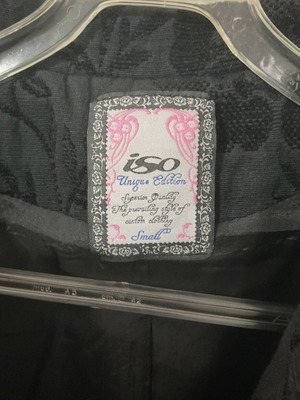 iso
Unique Edition
Superior Quality
The prevailing style of
custom clothing
Small